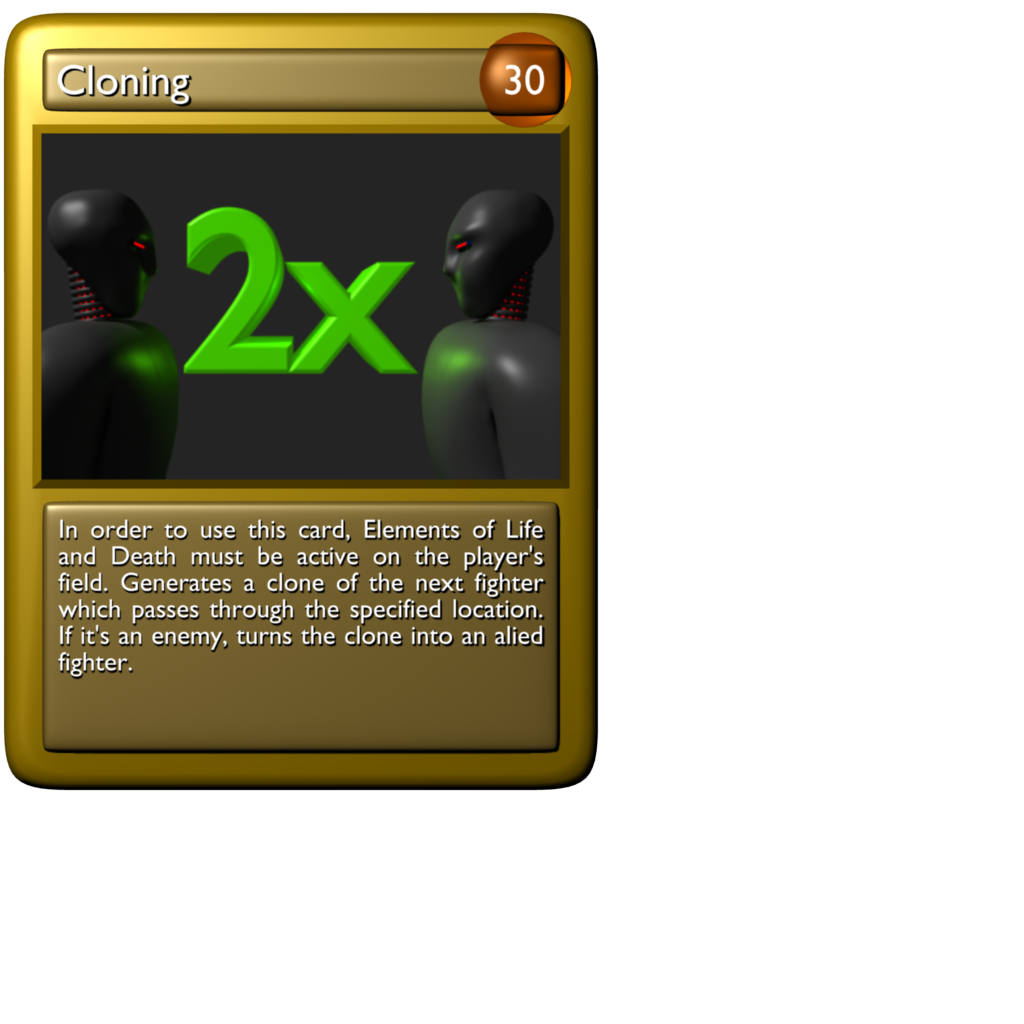 Cloning
30
2x
In order to use this card, Elements of Life
and Death must be active on the player's
field. Generates a clone of the next fighter
which passes through the specified location.
If it's an enemy, turns the clone into an alied
fighter.